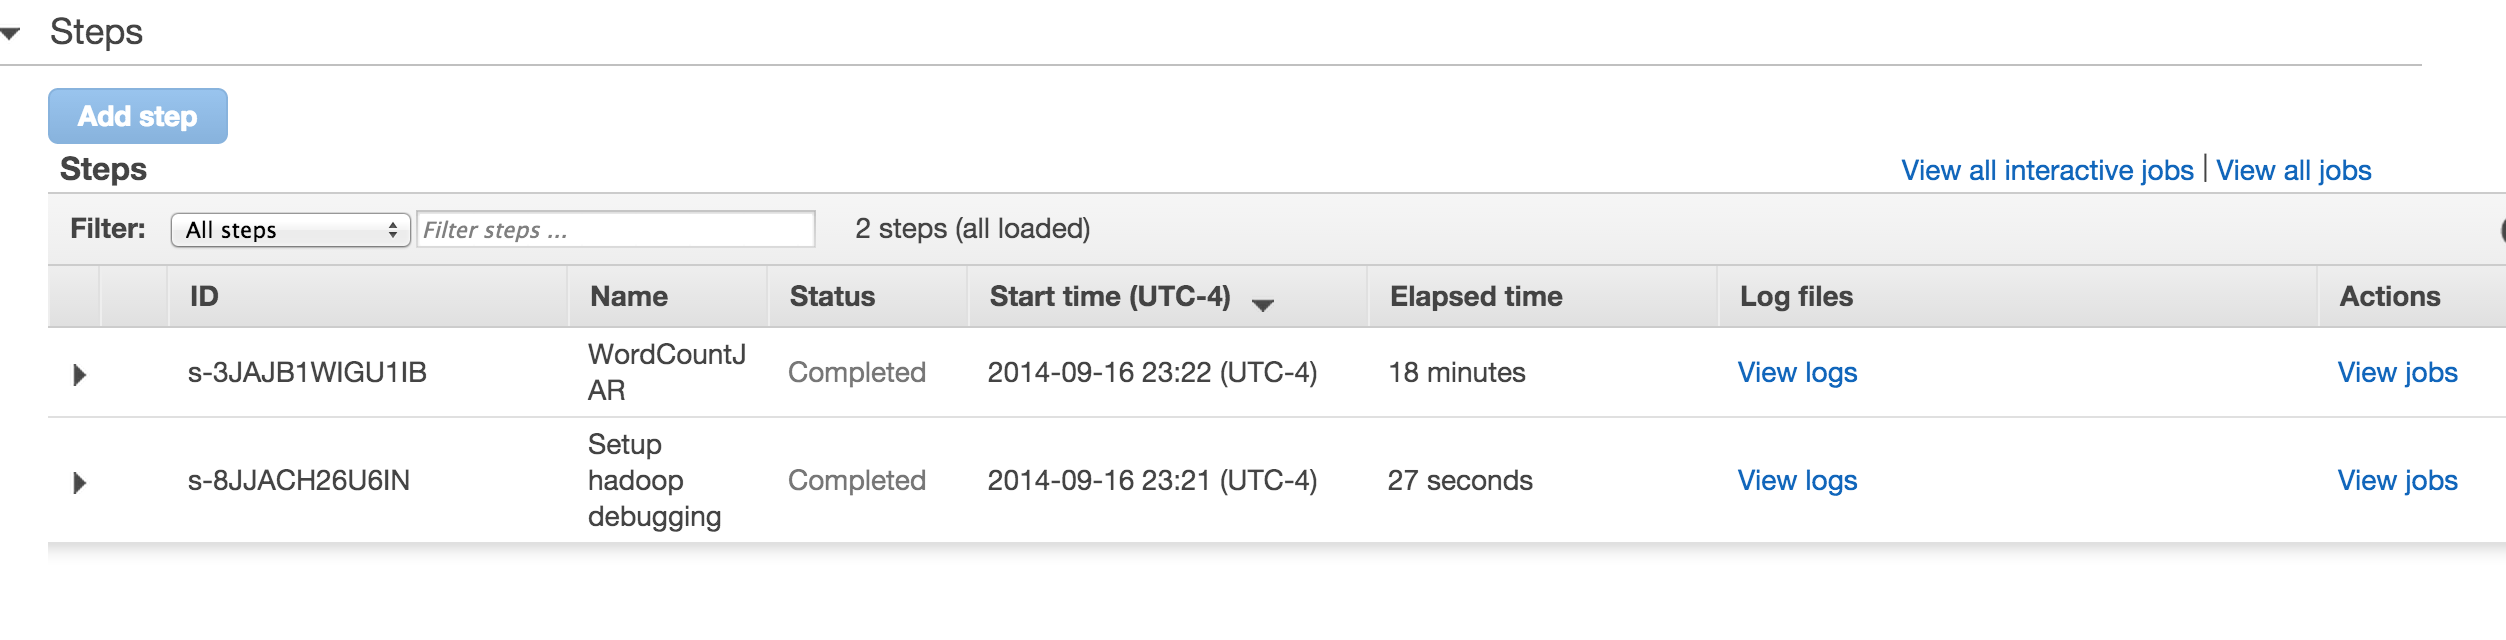 Steps
Add step
Steps
View all interactive jobs | View all jobs
Filter: All steps Filter steps ... 2 steps (all loaded)
ID Name Status Start time (UTC-4) Elapsed time Log files Actions
s-3JAJB1WIGU1IB WordCountJ Completed 2014-09-16 23:22 (UTC-4) 18 minutes View logs View jobs
AR
Setup
s-8JJACH26U6IN hadoop Completed 2014-09-16 23:21 (UTC-4) 27 seconds View logs View jobs
debugging